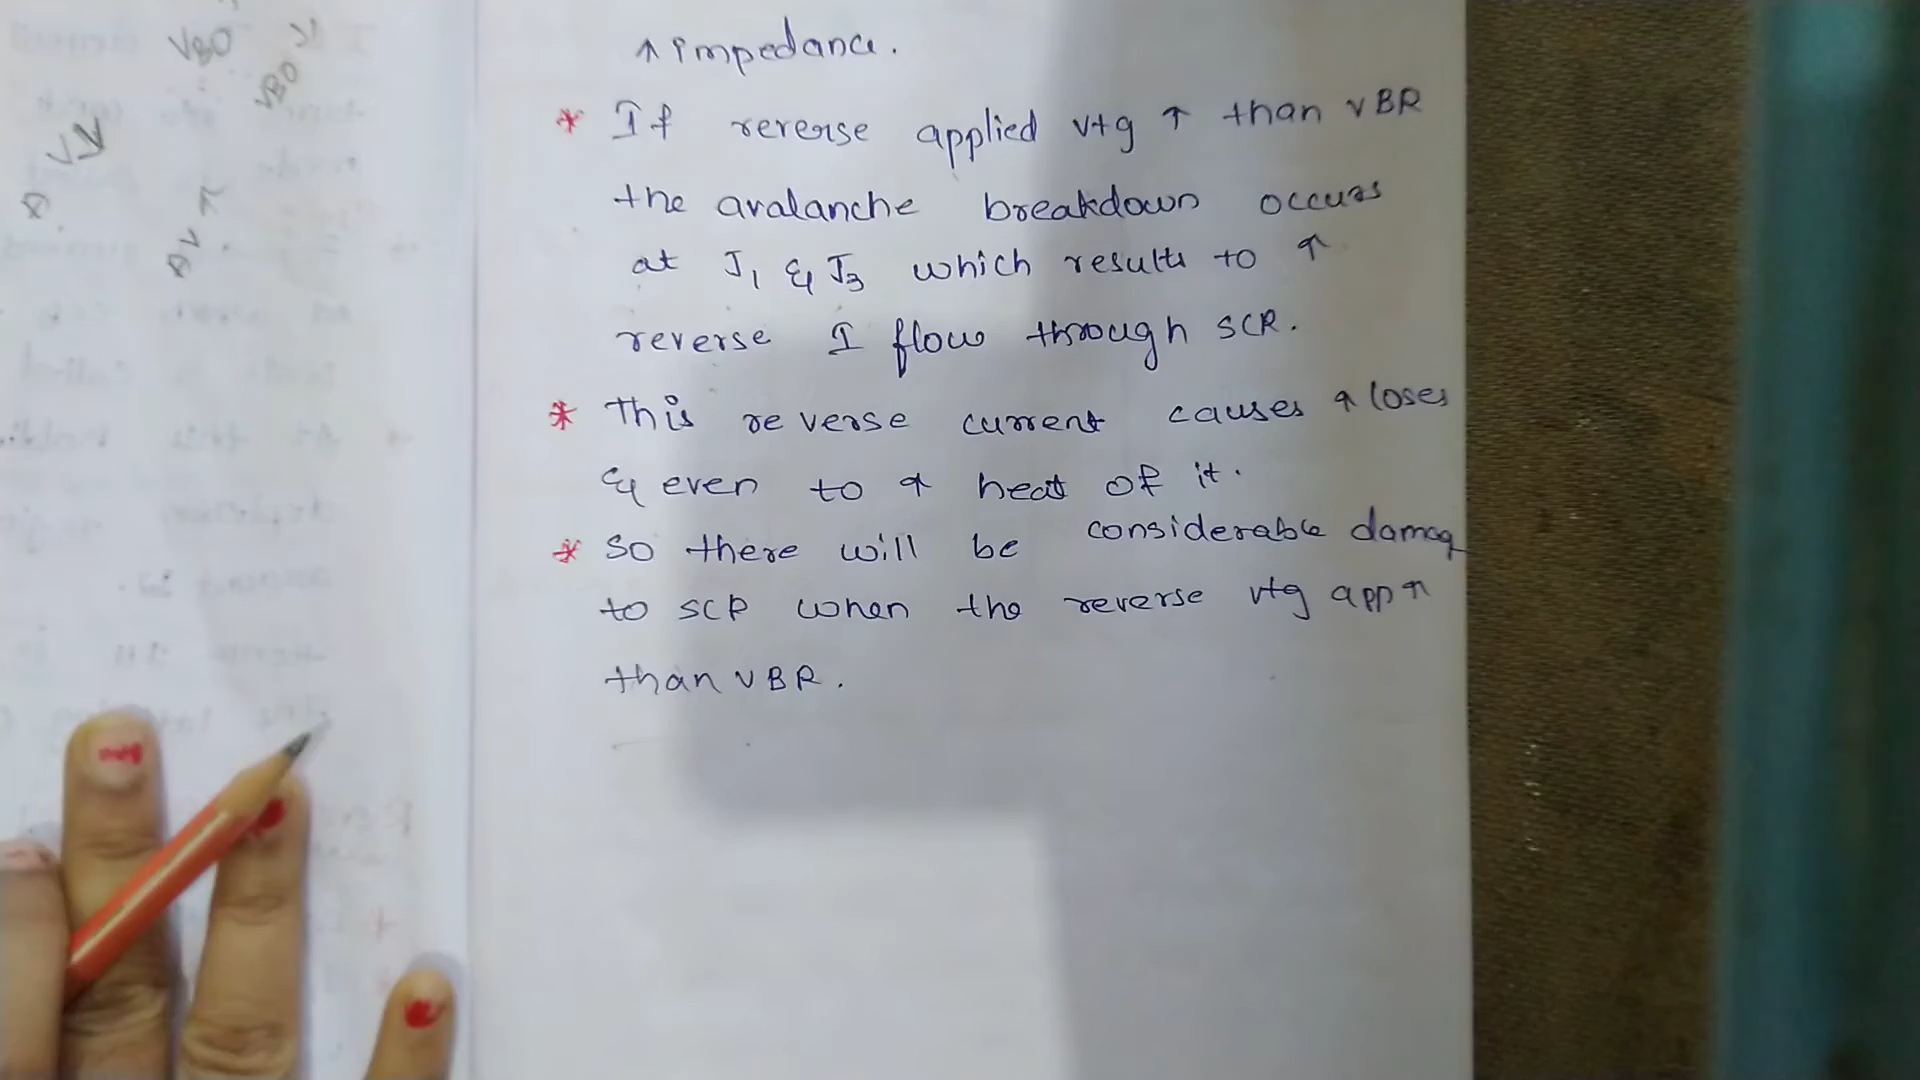 VBO
VBO
↑ impedance.
* If reverse applied vtg ↑ than VBR
the avalanche breakdown occurs
at J1 & J3 which results to ↑
reverse I flow through SCR.
* This reverse current causes ↑ loses
& even to ↑ heat of it.
* So there will be considerable damag
to SCR when the reverse vtg app ↑
than VBR.